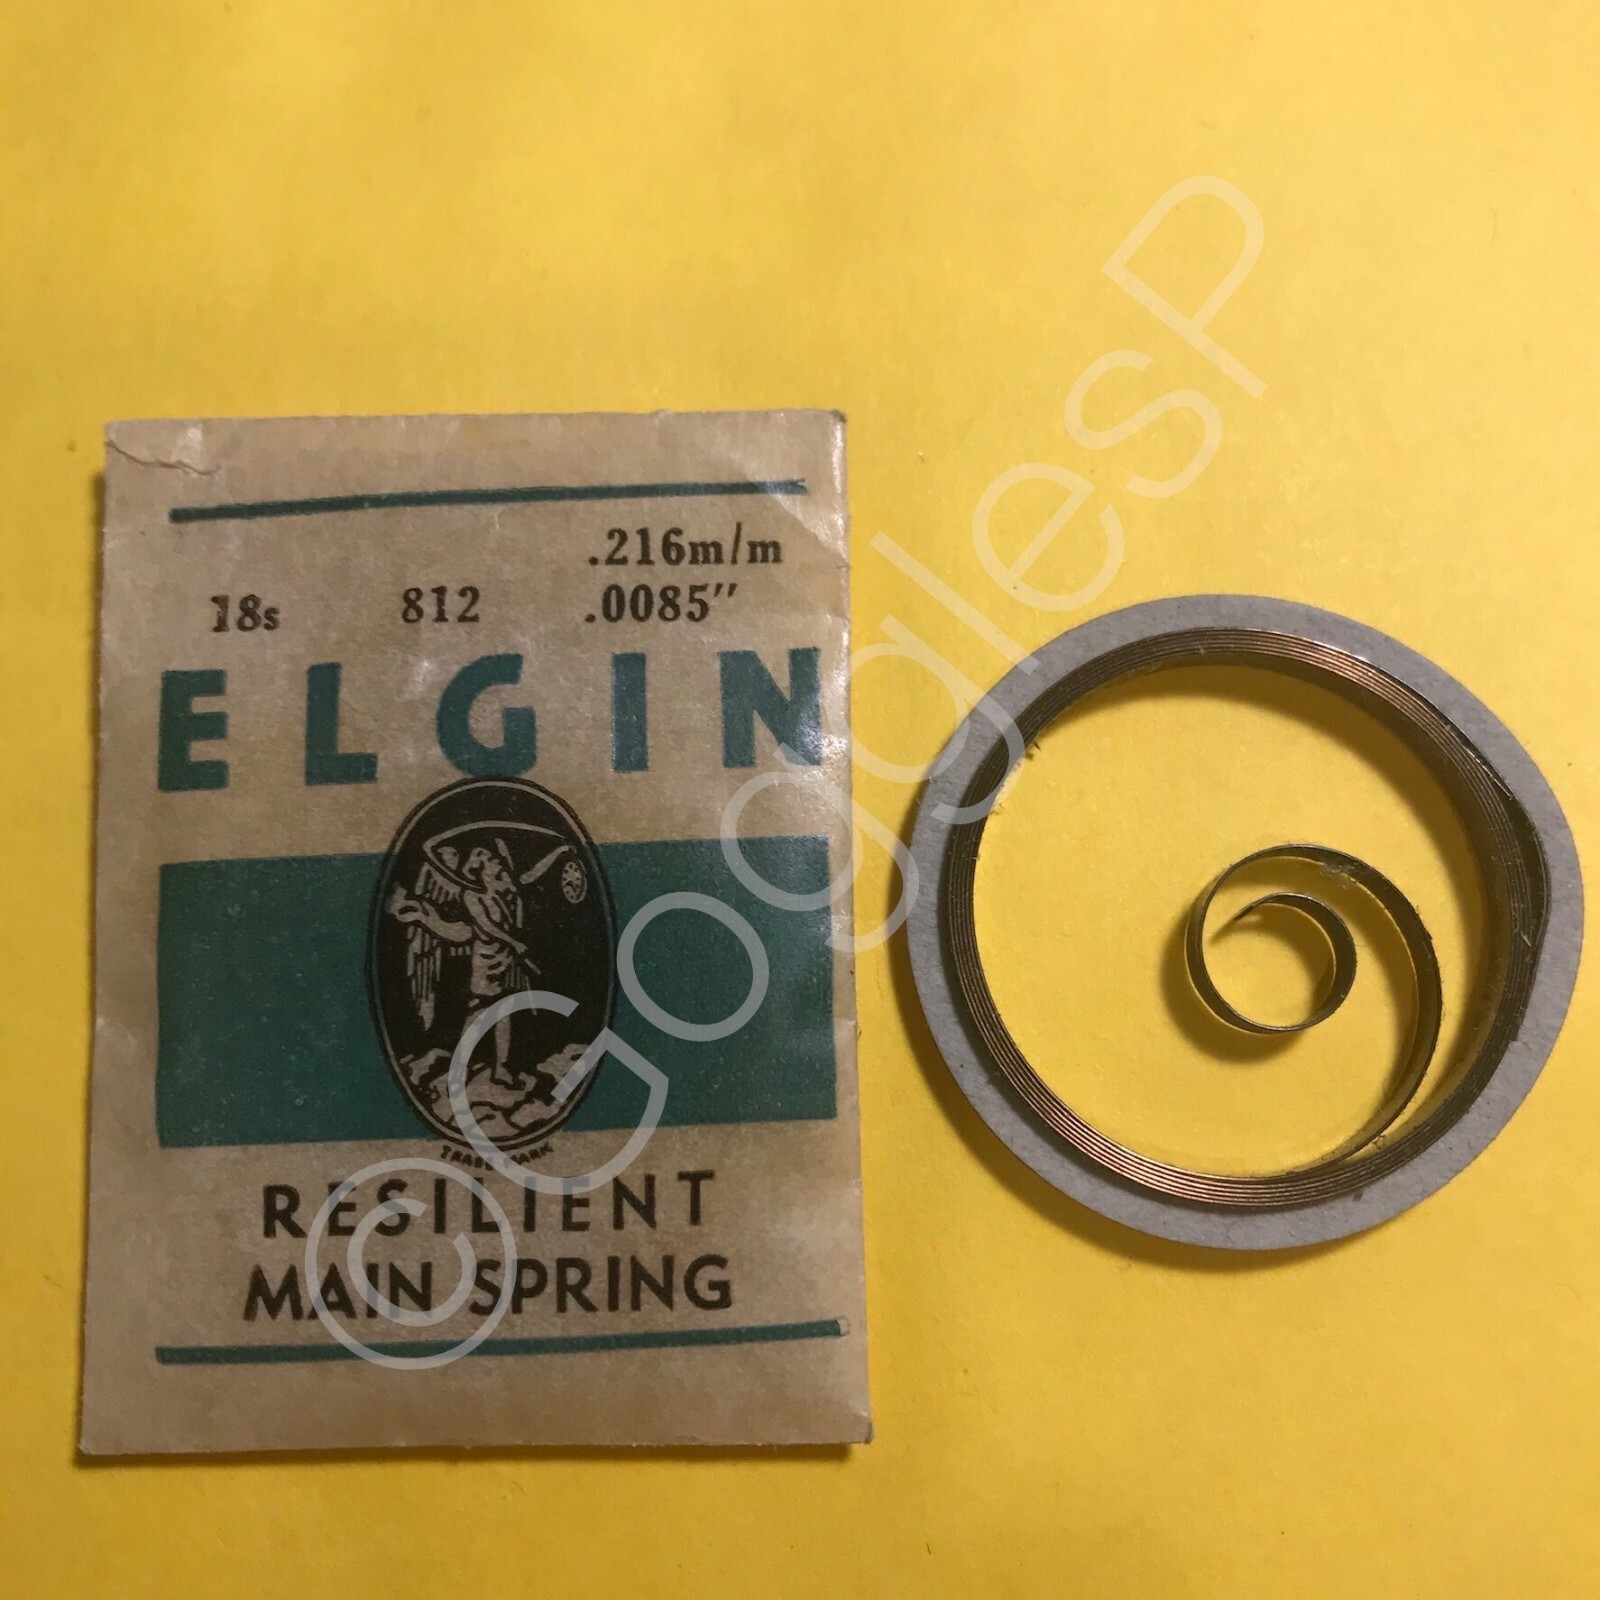 .216m/m
18s 812 .0085"
ELGIN
TRADE MARK
RESILIENT
MAIN SPRING
©GogglesP